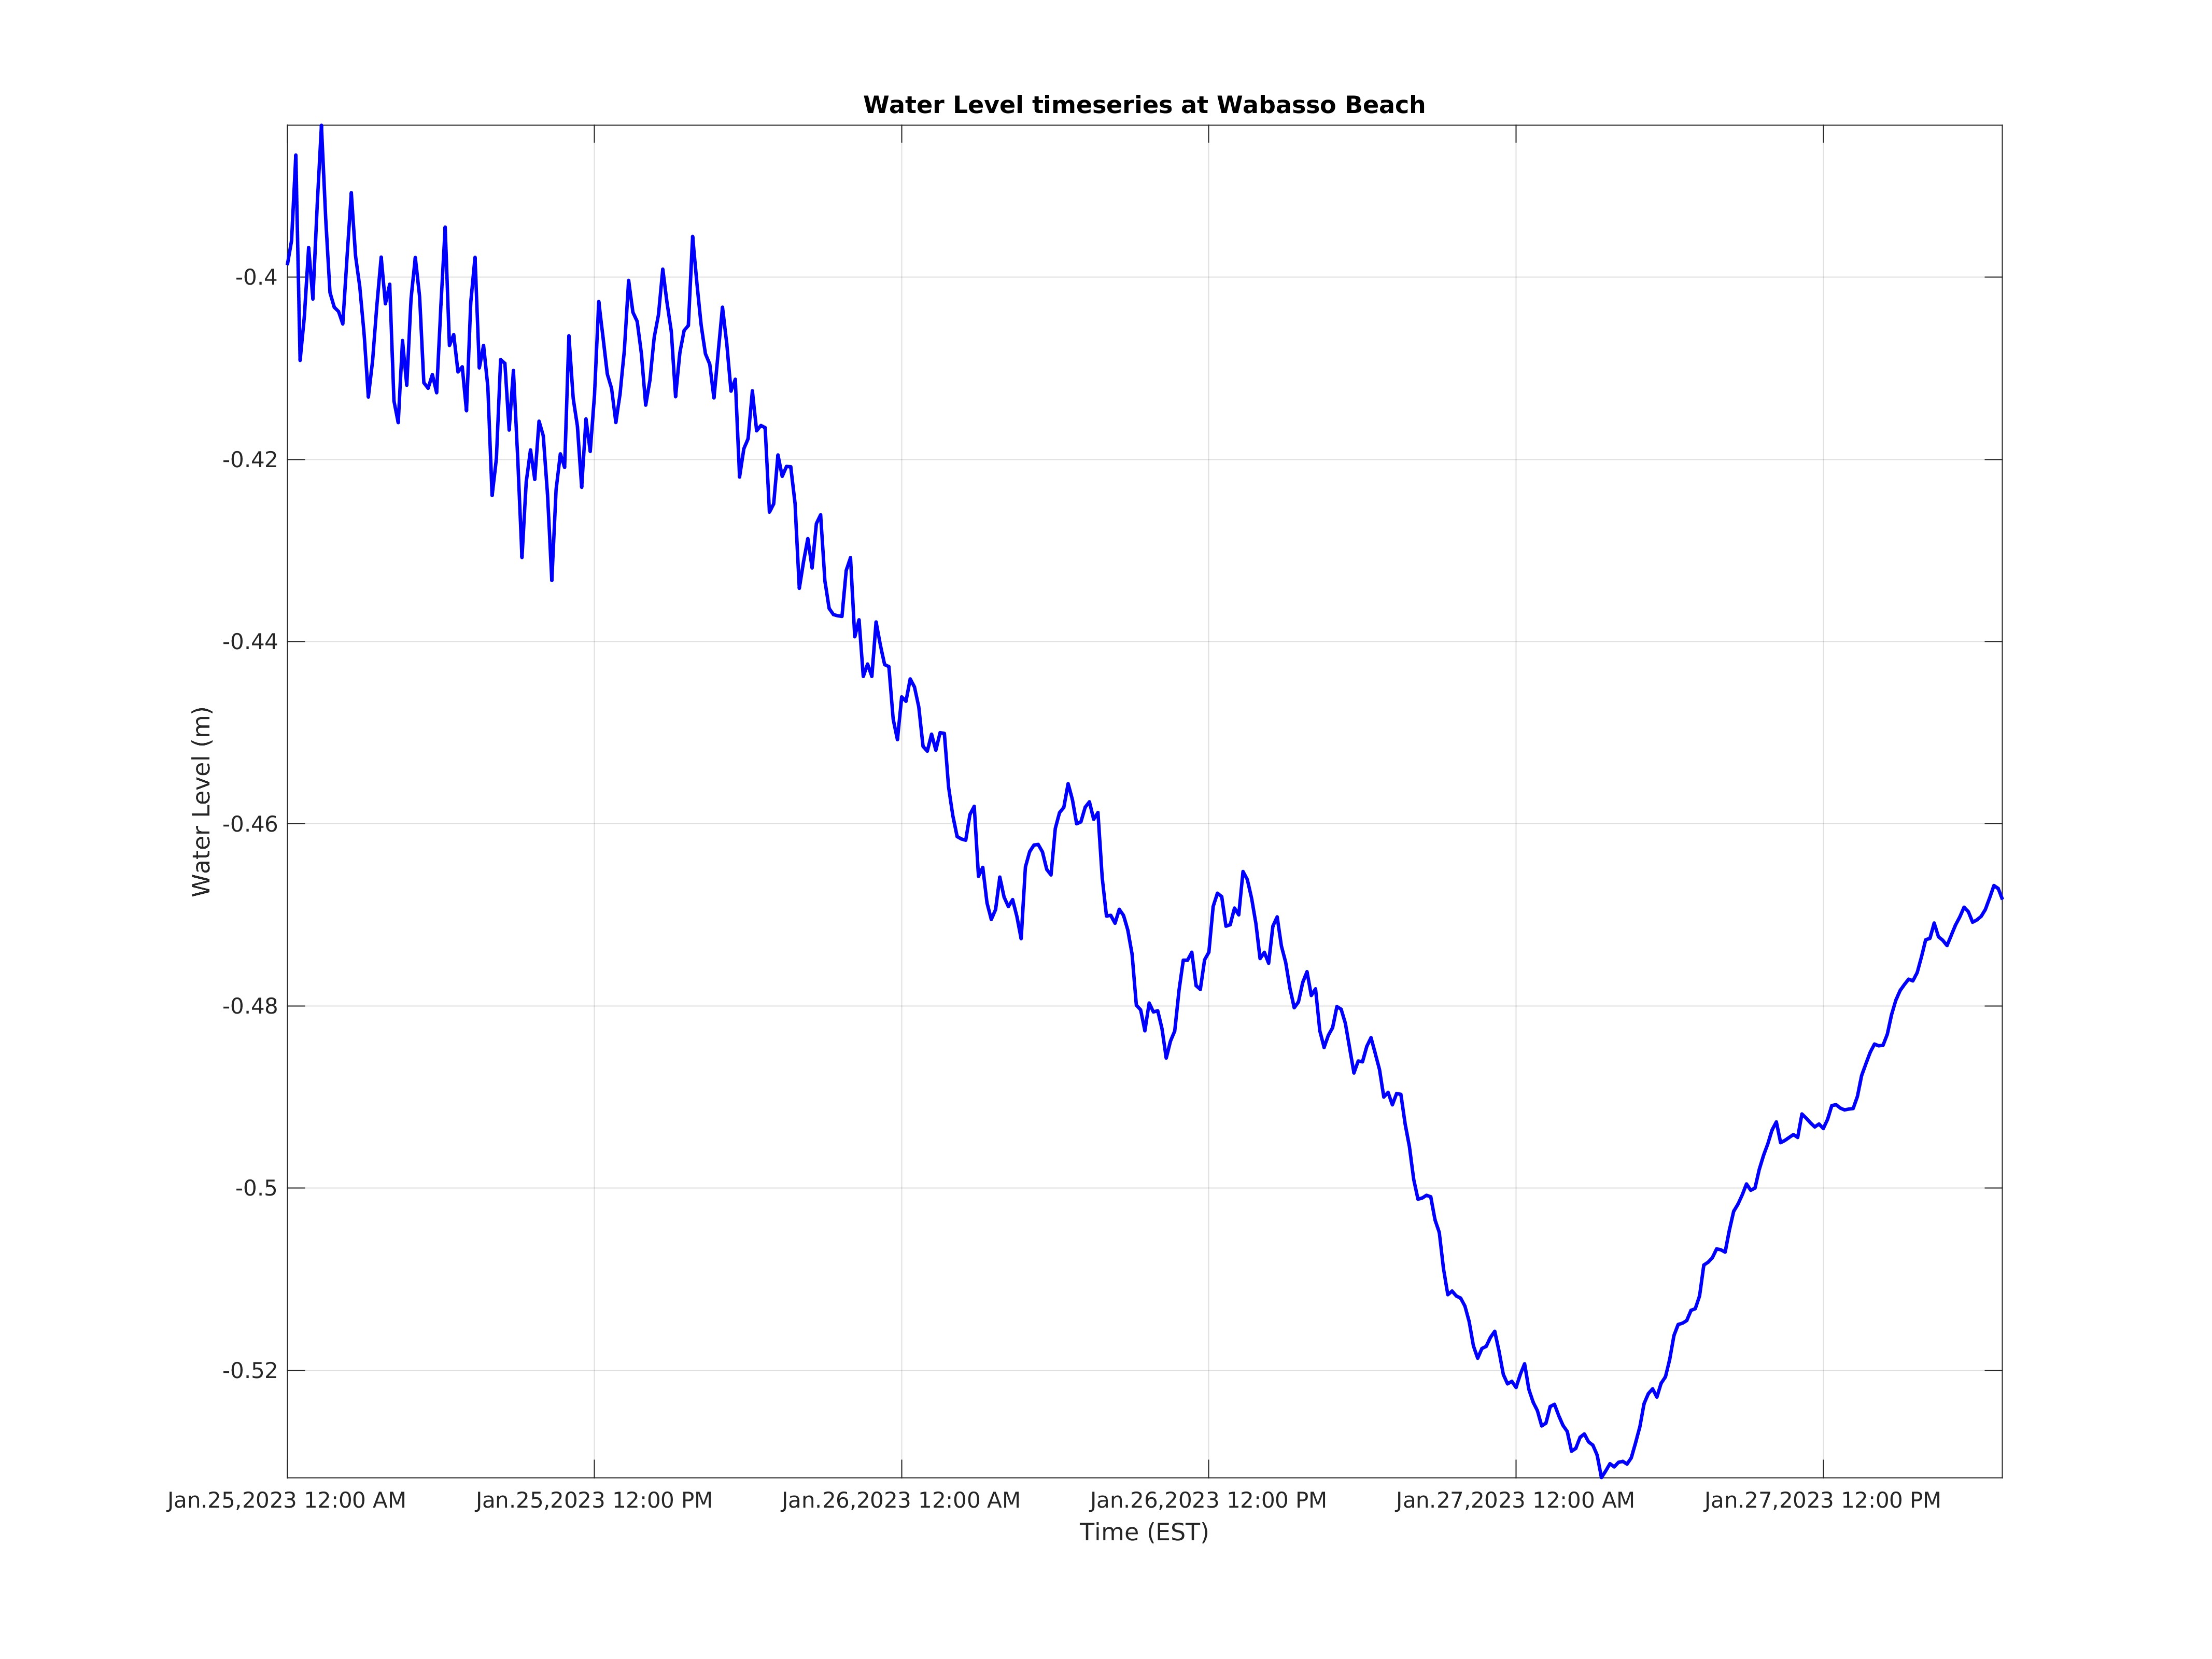 Water Level timeseries at Wabasso Beach
-0.4
-0.42
-0.44
-0.46
-0.48
-0.5
-0.52
Water Level (m)
Jan.25,2023 12:00 AM
Jan.25,2023 12:00 PM
Jan.26,2023 12:00 AM
Jan.26,2023 12:00 PM
Jan.27,2023 12:00 AM
Jan.27,2023 12:00 PM
Time (EST)